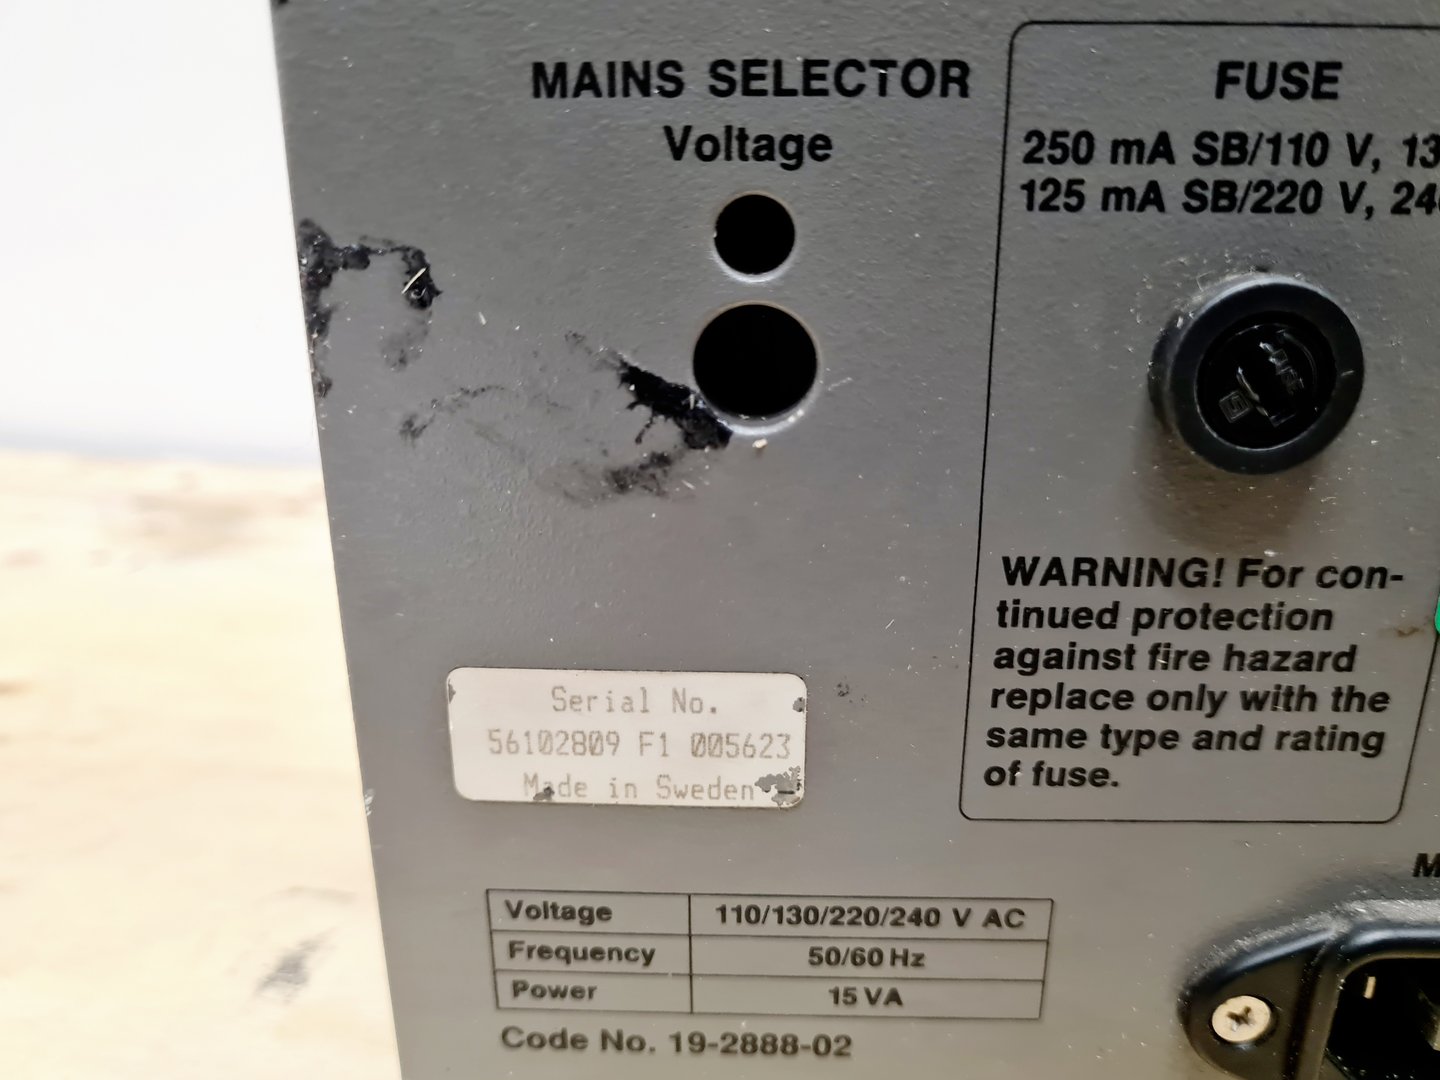 MAINS SELECTOR
Voltage
FUSE
250 mA SB/110 V, 13
125 mA SB/220 V, 24
WARNING! For con-
tinued protection
against fire hazard
replace only with the
same type and rating
of fuse.
Serial No.
56102809 F1 005623
Made in Sweden
Voltage 110/130/220/240 V AC
Frequency 50/60 Hz
Power 15 VA
Code No. 19-2888-02